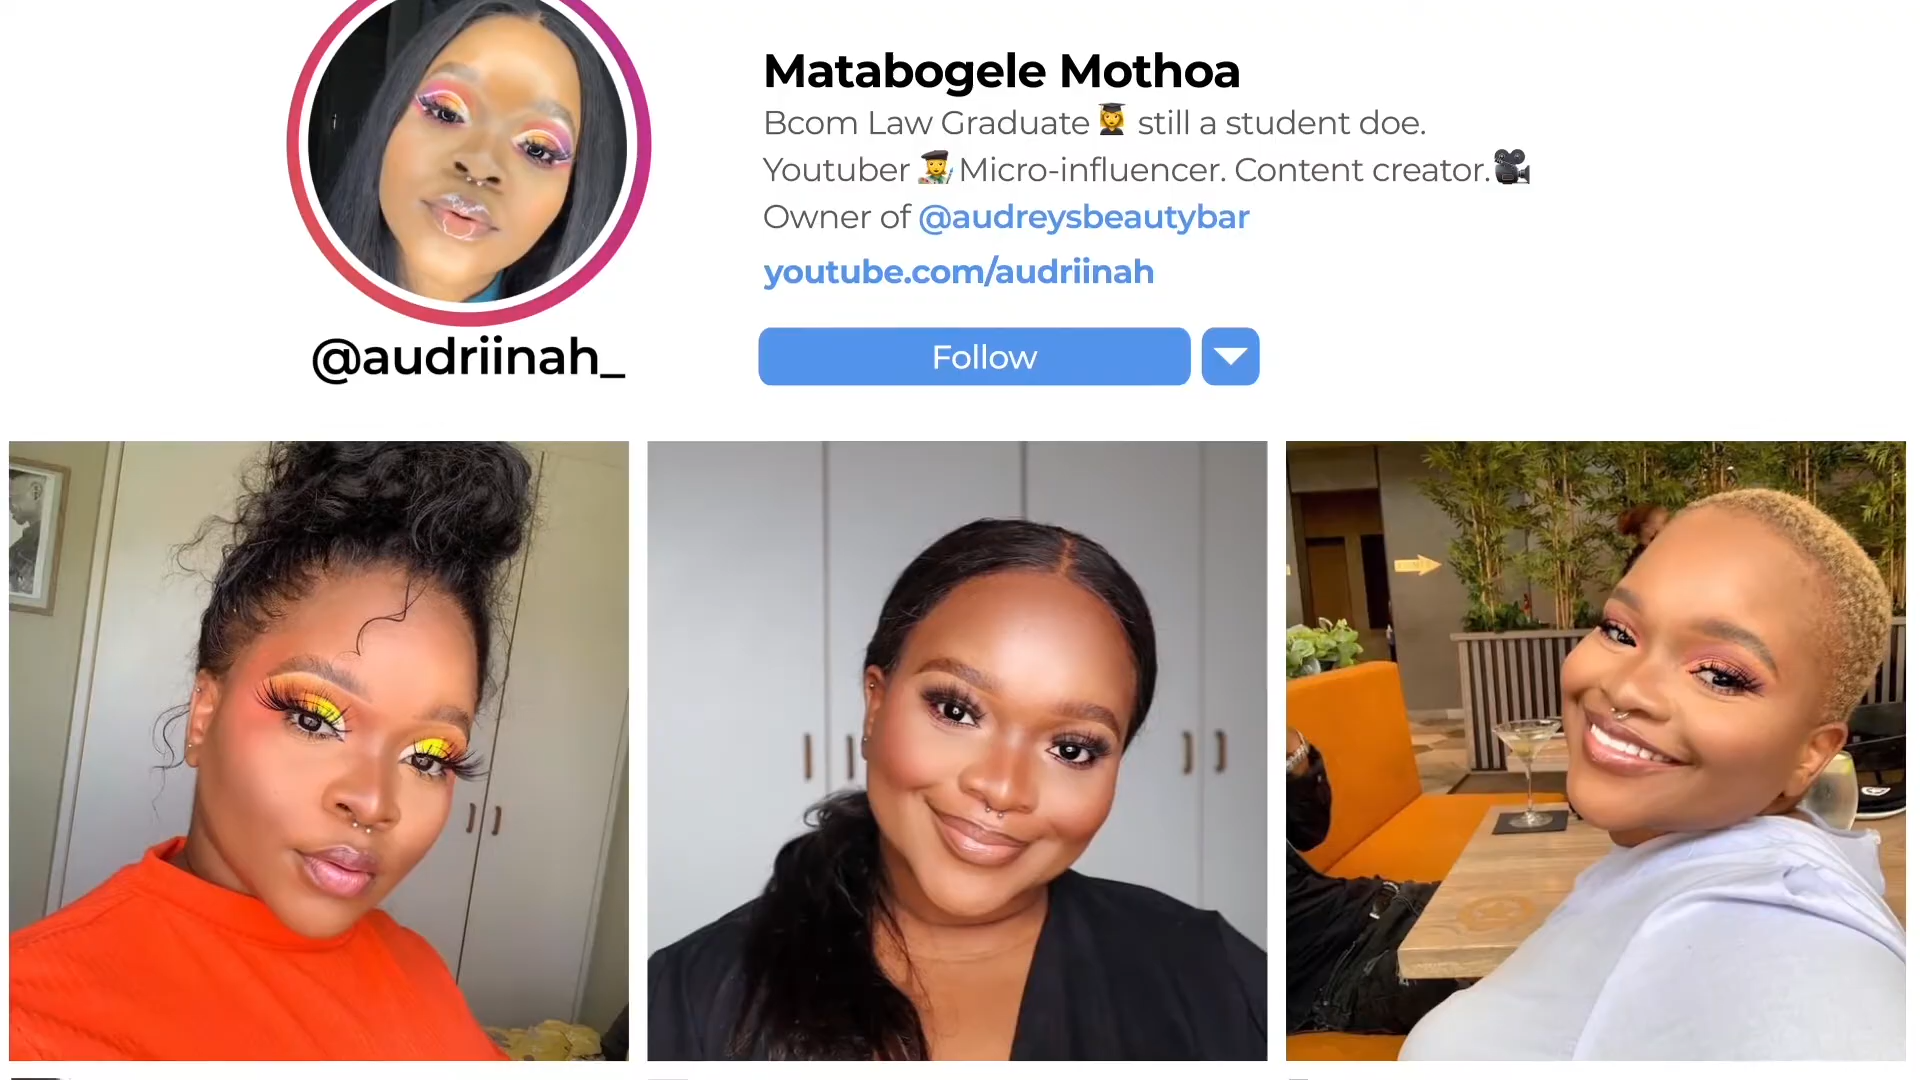 Matabogele Mothoa
Bcom Law Graduate 👩‍🎓 still a student doe.
Youtuber 👩‍🎨 Micro-influencer. Content creator.🎥
Owner of @audreysbeautybar
youtube.com/audriinah
@audriinah_
Follow